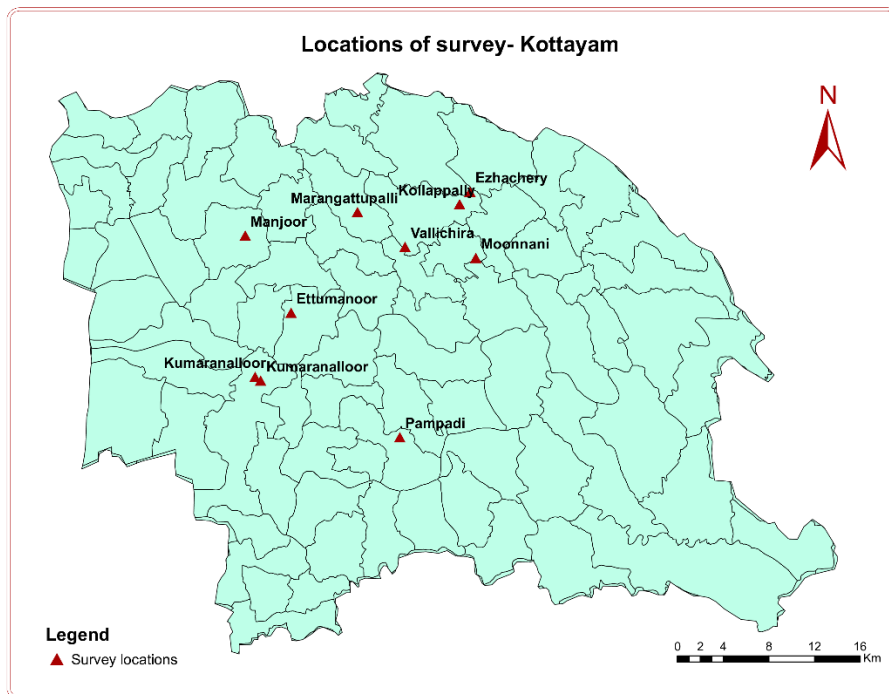 Locations of survey- Kottayam
N
Ezhachery
Kollappally
Marangattupalli
Manjoor
Vallichira
Moonnani
Ettumanoor
Kumaranalloor
Kumaranalloor
Pampadi
Legend
Survey locations
0 2 4 8 12 16
Km